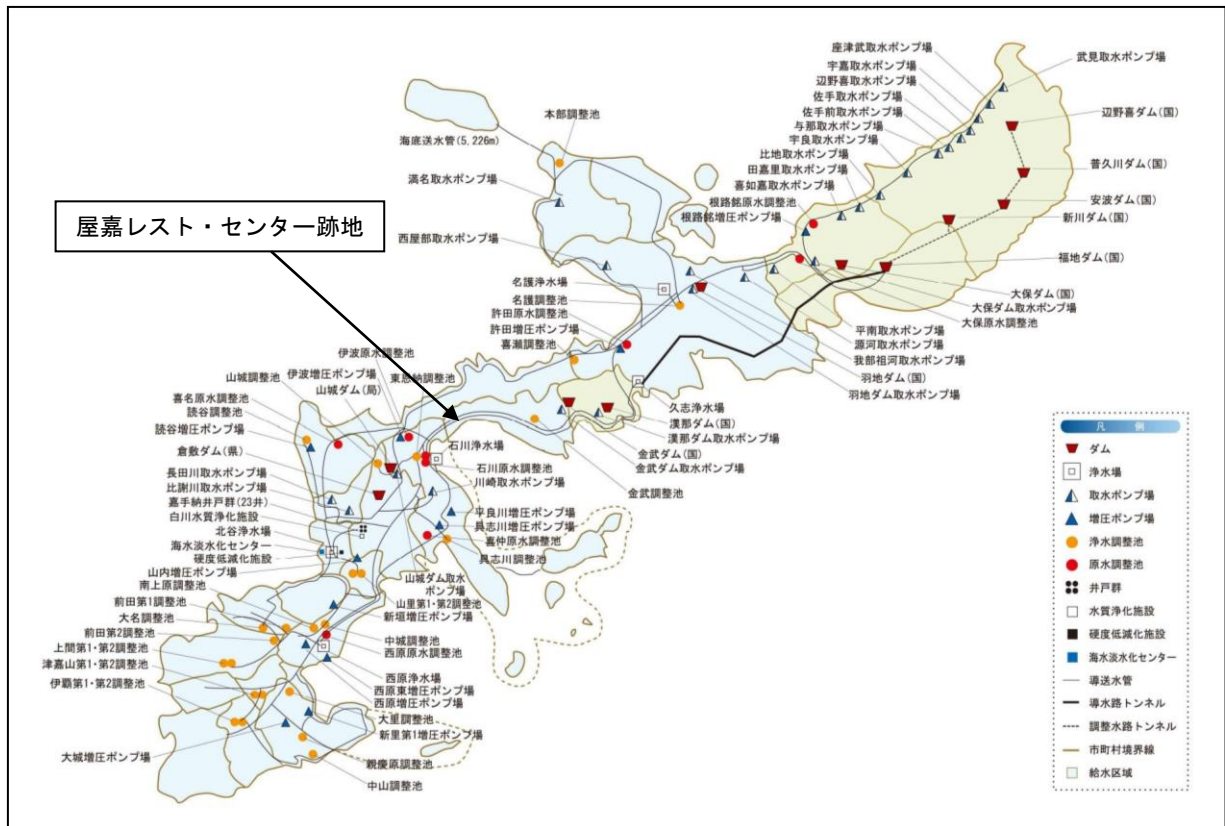 座津武取水ポンプ場
宇嘉取水ポンプ場
辺野喜取水ポンプ場
佐手取水ポンプ場
佐手前取水ポンプ場
与那取水ポンプ場
宇良取水ポンプ場
比地取水ポンプ場
田嘉里取水ポンプ場
喜如嘉取水ポンプ場
根路銘原水調整池
根路銘増圧ポンプ場
武見取水ポンプ場
辺野喜ダム(国)
普久川ダム(国)
安波ダム(国)
新川ダム(国)
福地ダム(国)
大保ダム(国)
大保ダム取水ポンプ場
大保原水調整池
平南取水ポンプ場
源河取水ポンプ場
我部祖河取水ポンプ場
羽地ダム(国)
羽地ダム取水ポンプ場
本部調整池
海底送水管(5,226m)
満名取水ポンプ場
屋嘉レスト・センター跡地
西屋部取水ポンプ場
名護浄水場
名護調整池
許田原水調整池
許田増圧ポンプ場
喜瀬調整池
伊波原水調整池
伊波増圧ポンプ場
東恩納調整池
山城調整池
山城ダム(局)
喜名原水調整池
読谷調整池
読谷増圧ポンプ場
倉敷ダム(県)
長田川取水ポンプ場
比謝川取水ポンプ場
嘉手納井戸群(23井)
白川水質浄化施設
北谷浄水場
海水淡水化センター
硬度低減化施設
山内増圧ポンプ場
南上原調整池
前田第1調整池
大名調整池
前田第2調整池
上間第1・第2調整池
津嘉山第1・第2調整池
伊覇第1・第2調整池
大城増圧ポンプ場
久志浄水場
漢那ダム(国)
漢那ダム取水ポンプ場
金武ダム(国)
金武ダム取水ポンプ場
金武調整池
石川浄水場
石川原水調整池
川崎取水ポンプ場
平良川増圧ポンプ場
具志川増圧ポンプ場
喜仲原水調整池
具志川調整池
山城ダム取水
ポンプ場
山里第1・第2調整池
新垣増圧ポンプ場
中城調整池
西原原水調整池
西原浄水場
西原東増圧ポンプ場
西原増圧ポンプ場
大里調整池
新里第1増圧ポンプ場
親慶原調整池
中山調整池
凡例
ダム
浄水場
取水ポンプ場
増圧ポンプ場
浄水調整池
原水調整池
井戸群
水質浄化施設
硬度低減化施設
海水淡水化センター
導送水管
導水路トンネル
調整水路トンネル
市町村境界線
給水区域